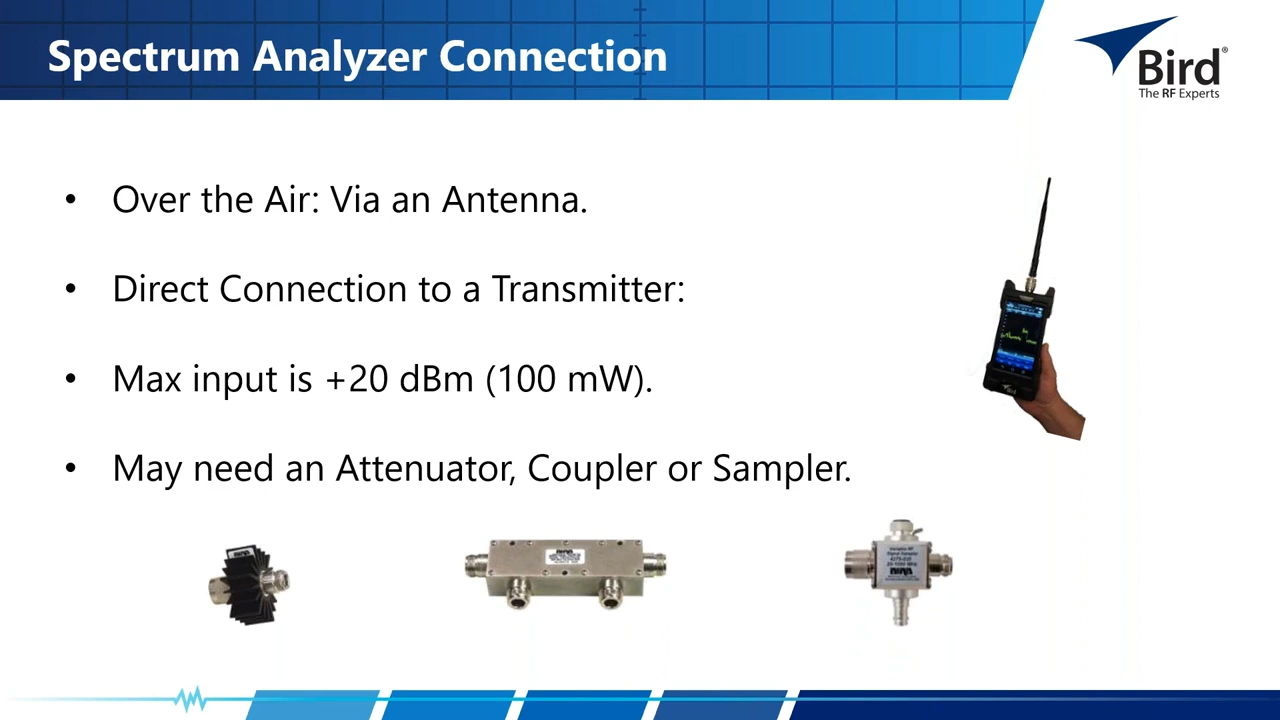 Spectrum Analyzer Connection
Bird®
The RF Experts
• Over the Air: Via an Antenna.
• Direct Connection to a Transmitter:
• Max input is +20 dBm (100 mW).
• May need an Attenuator, Coupler or Sampler.
Bird